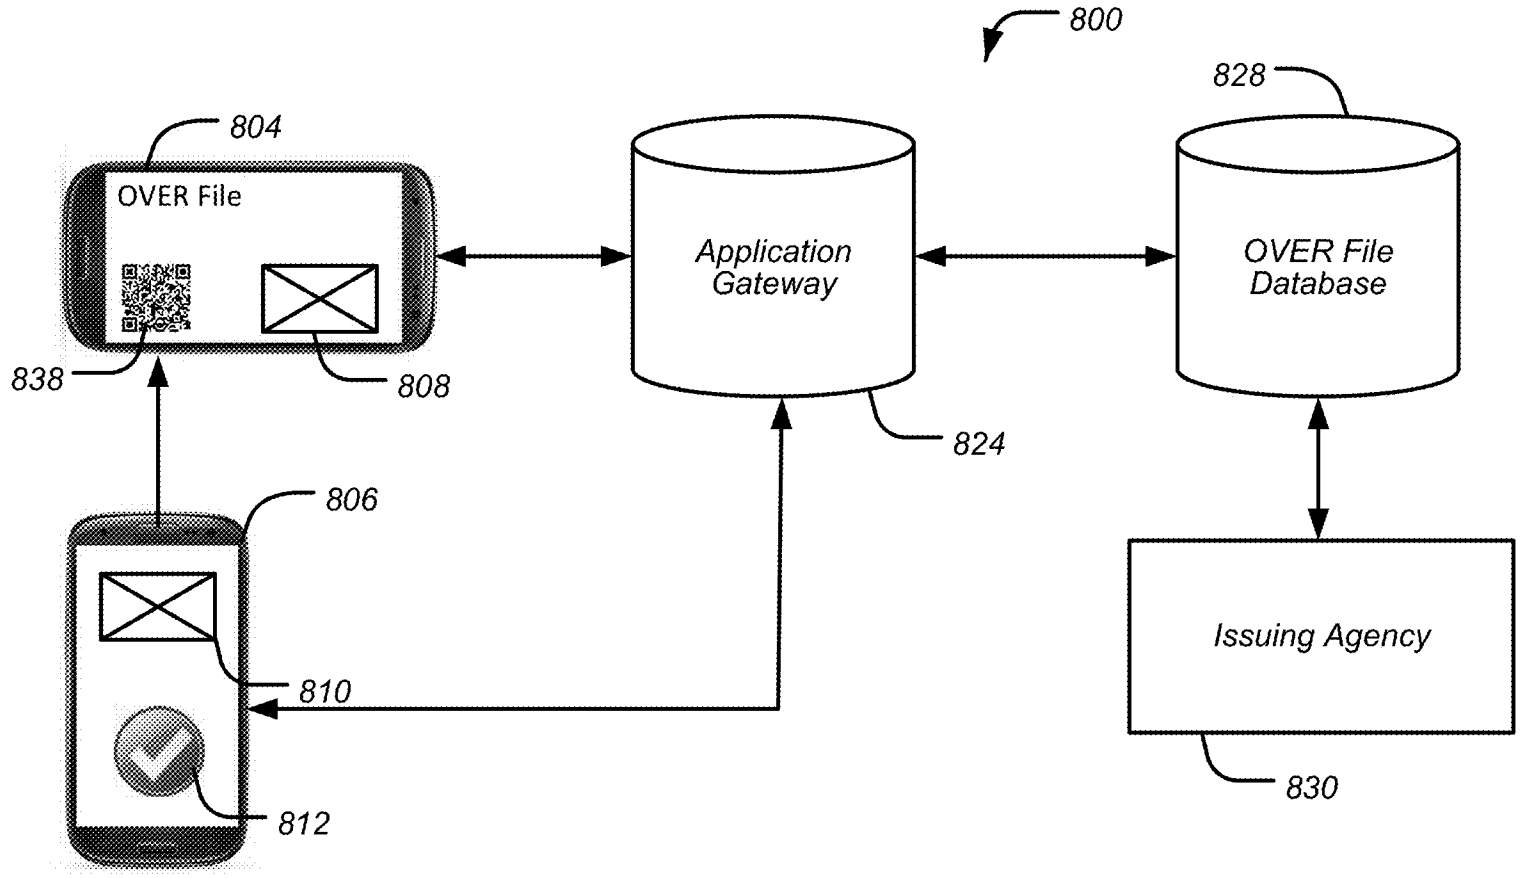 800
828
804
OVER File
Application
Gateway
OVER File
Database
838
808
824
806
Issuing Agency
810
830
812